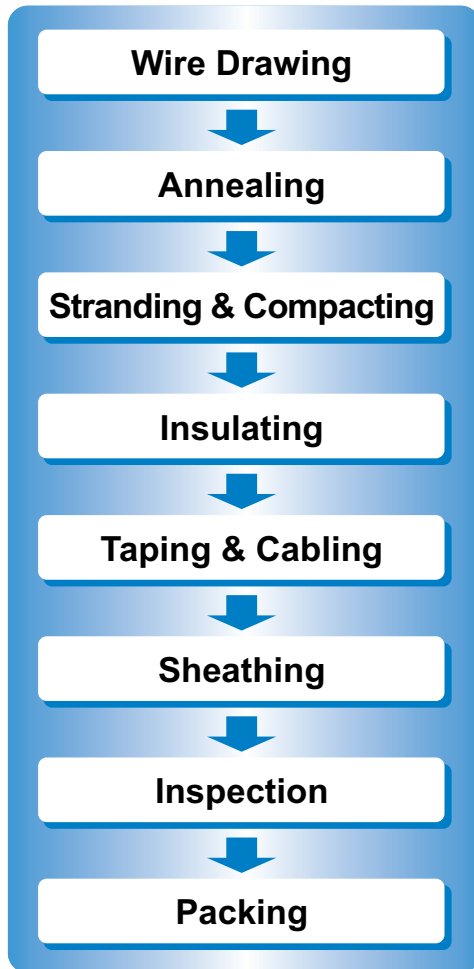 Wire Drawing
Annealing
Stranding & Compacting
Insulating
Taping & Cabling
Sheathing
Inspection
Packing